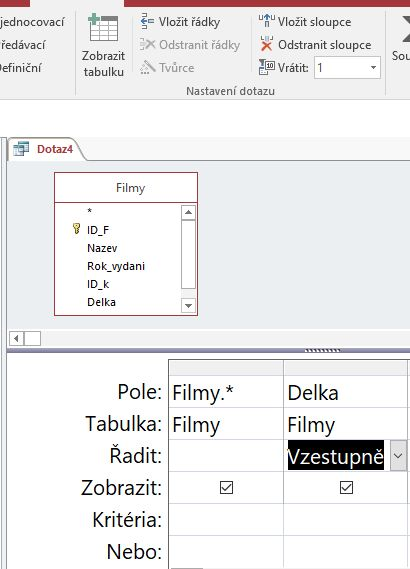 jednocovací
ředávací
efiniční
Zobrazit
tabulku
Vložit řádky
Odstranit řádky
Tvůrce
Vložit sloupce
Odstranit sloupce
Vrátit: 1
Sou
Nastavení dotazu
Dotaz4
Filmy
*
ID_F
Nazev
Rok_vydani
ID_k
Delka
Pole: Filmy.* Delka
Tabulka: Filmy Filmy
Řadit: Vzestupně
Zobrazit:
Kritéria:
Nebo: